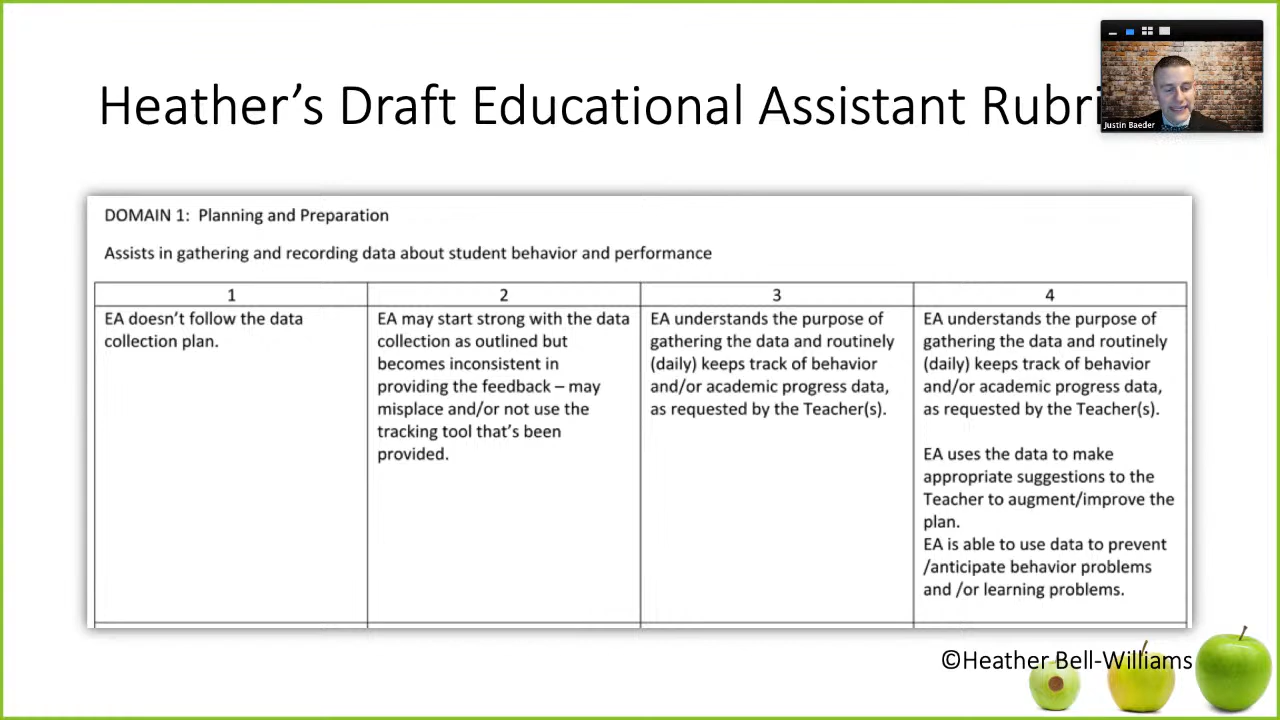 Heather's Draft Educational Assistant Rubri
Justin Baeder
DOMAIN 1:  Planning and Preparation
Assists in gathering and recording data about student behavior and performance
1
2
3
4
EA doesn't follow the data
collection plan.
EA may start strong with the data
collection as outlined but
becomes inconsistent in
providing the feedback – may
misplace and/or not use the
tracking tool that's been
provided.
EA understands the purpose of
gathering the data and routinely
(daily) keeps track of behavior
and/or academic progress data,
as requested by the Teacher(s).
EA understands the purpose of
gathering the data and routinely
(daily) keeps track of behavior
and/or academic progress data,
as requested by the Teacher(s).
EA uses the data to make
appropriate suggestions to the
Teacher to augment/improve the
plan.
EA is able to use data to prevent
/anticipate behavior problems
and /or learning problems.
©Heather Bell-Williams